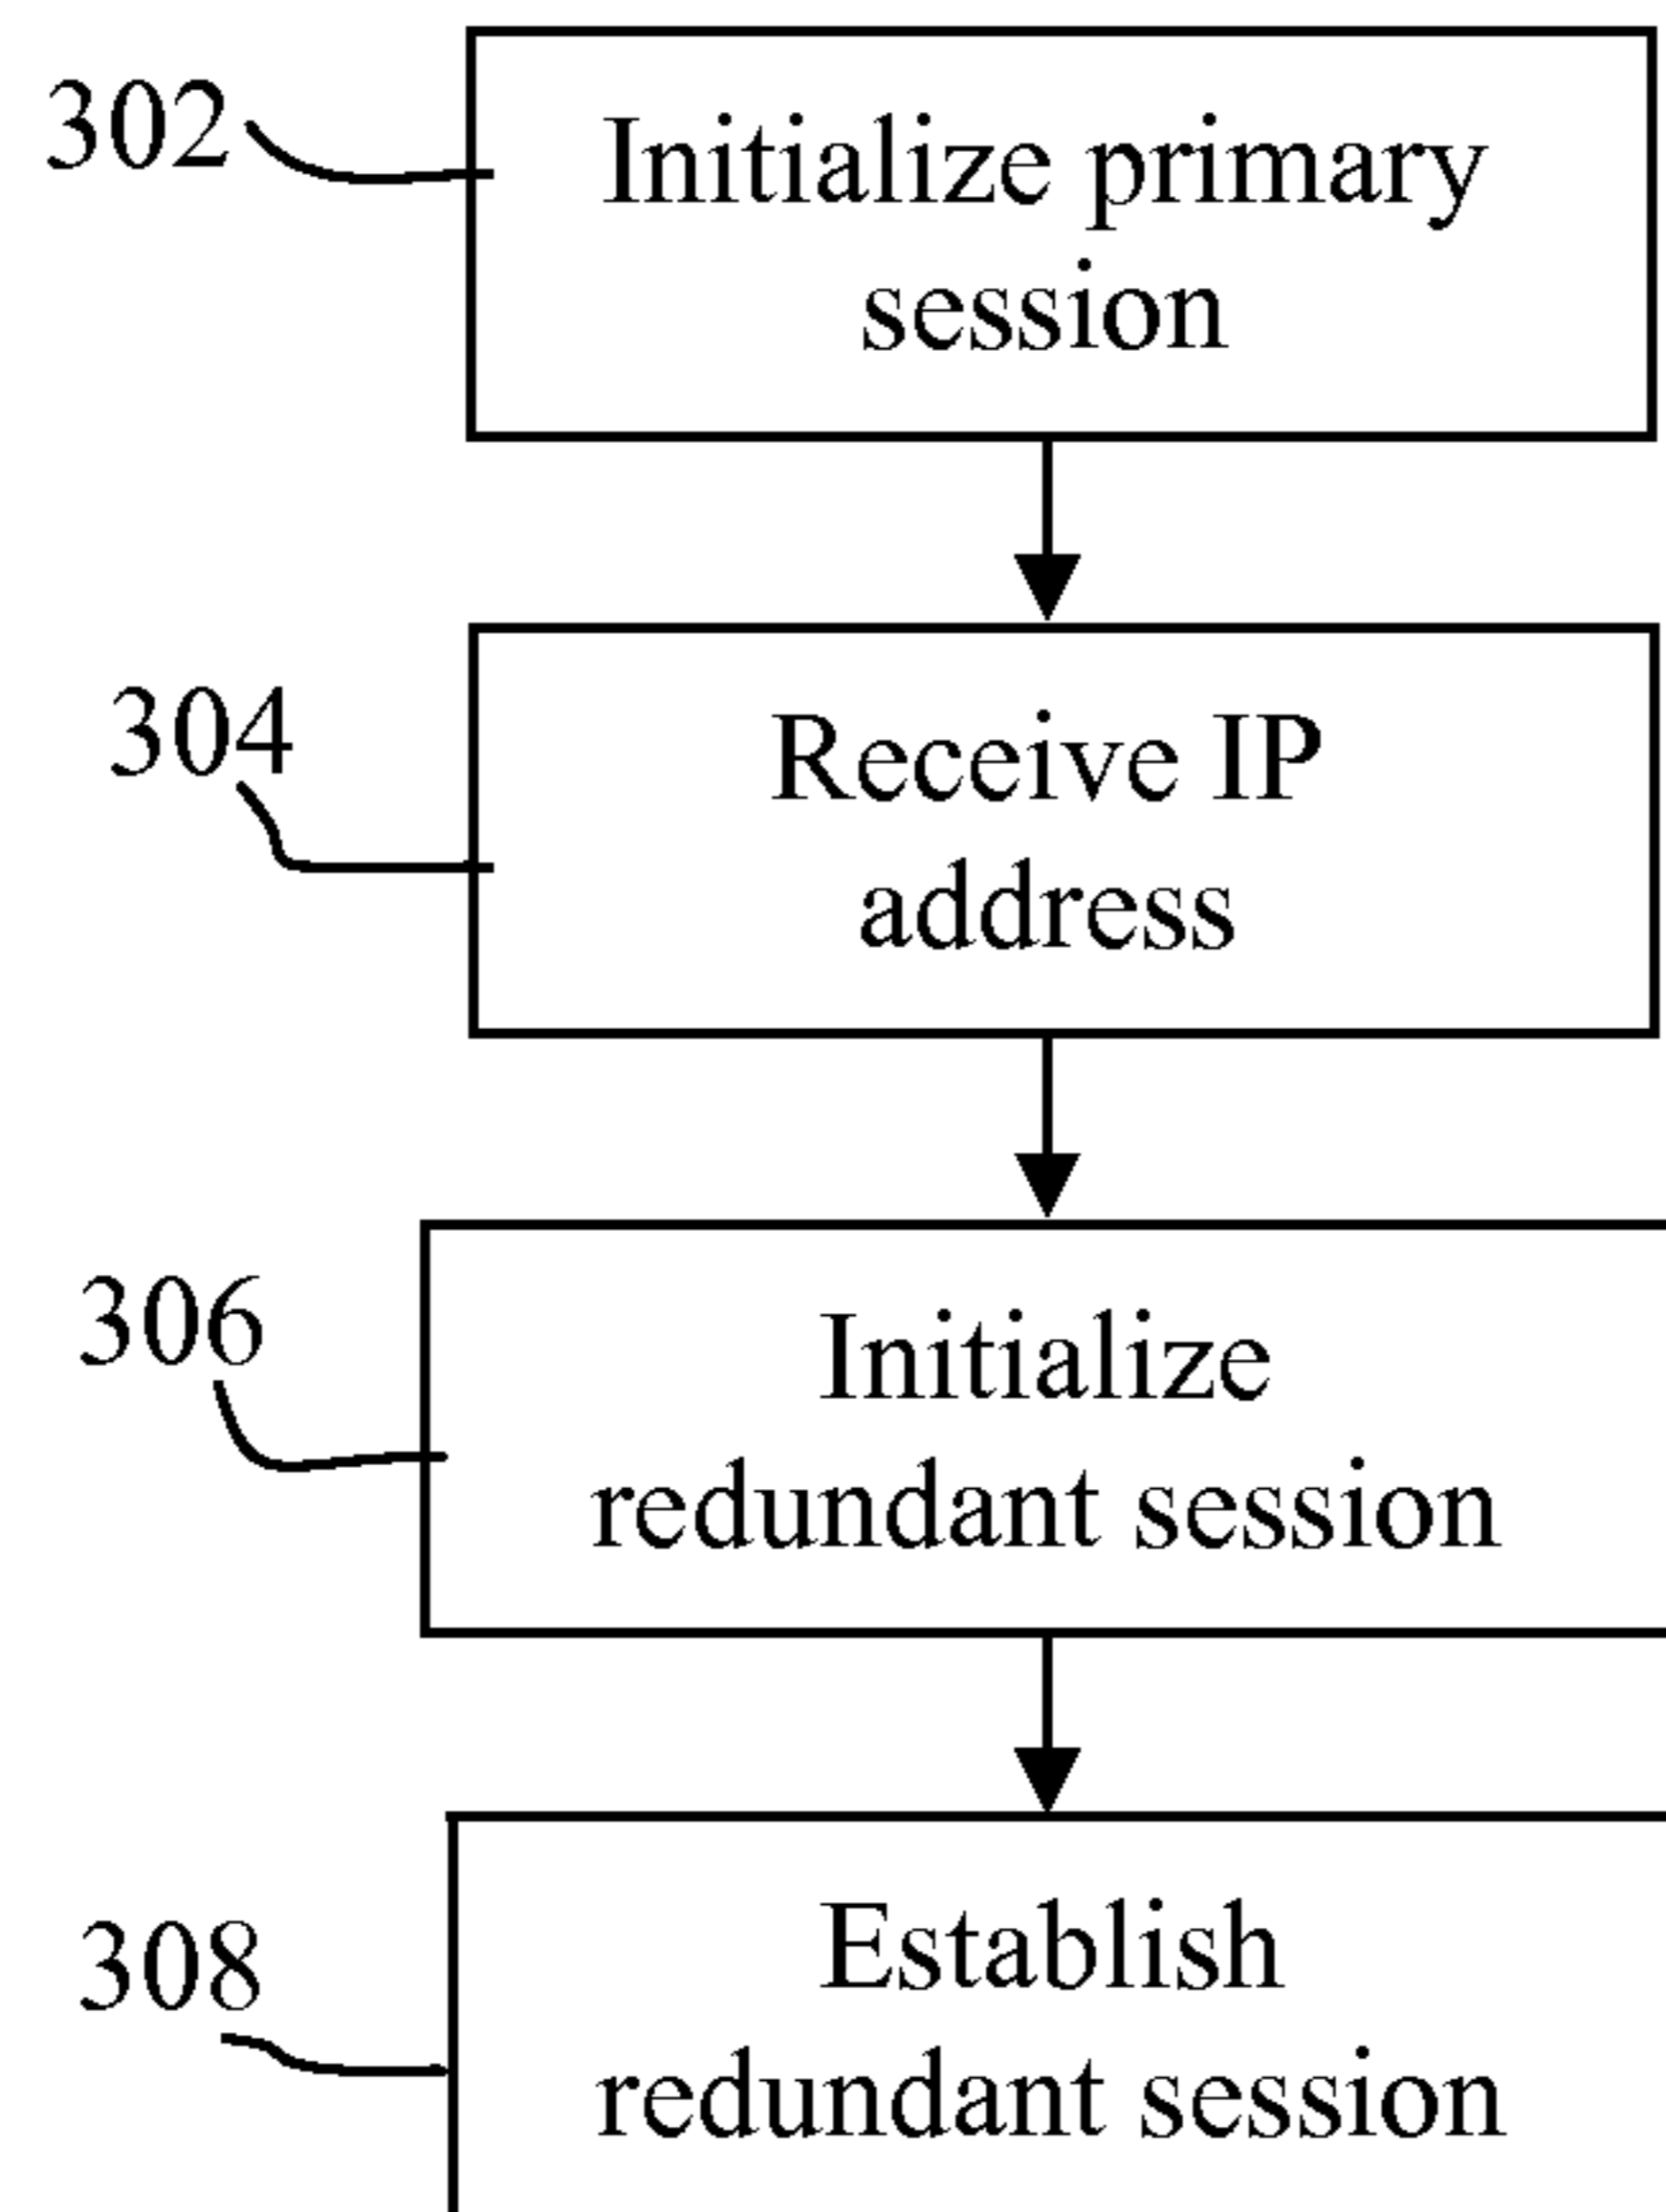 302
Initialize primary
session
304
Receive IP
address
306
Initialize
redundant session
308
Establish
redundant session